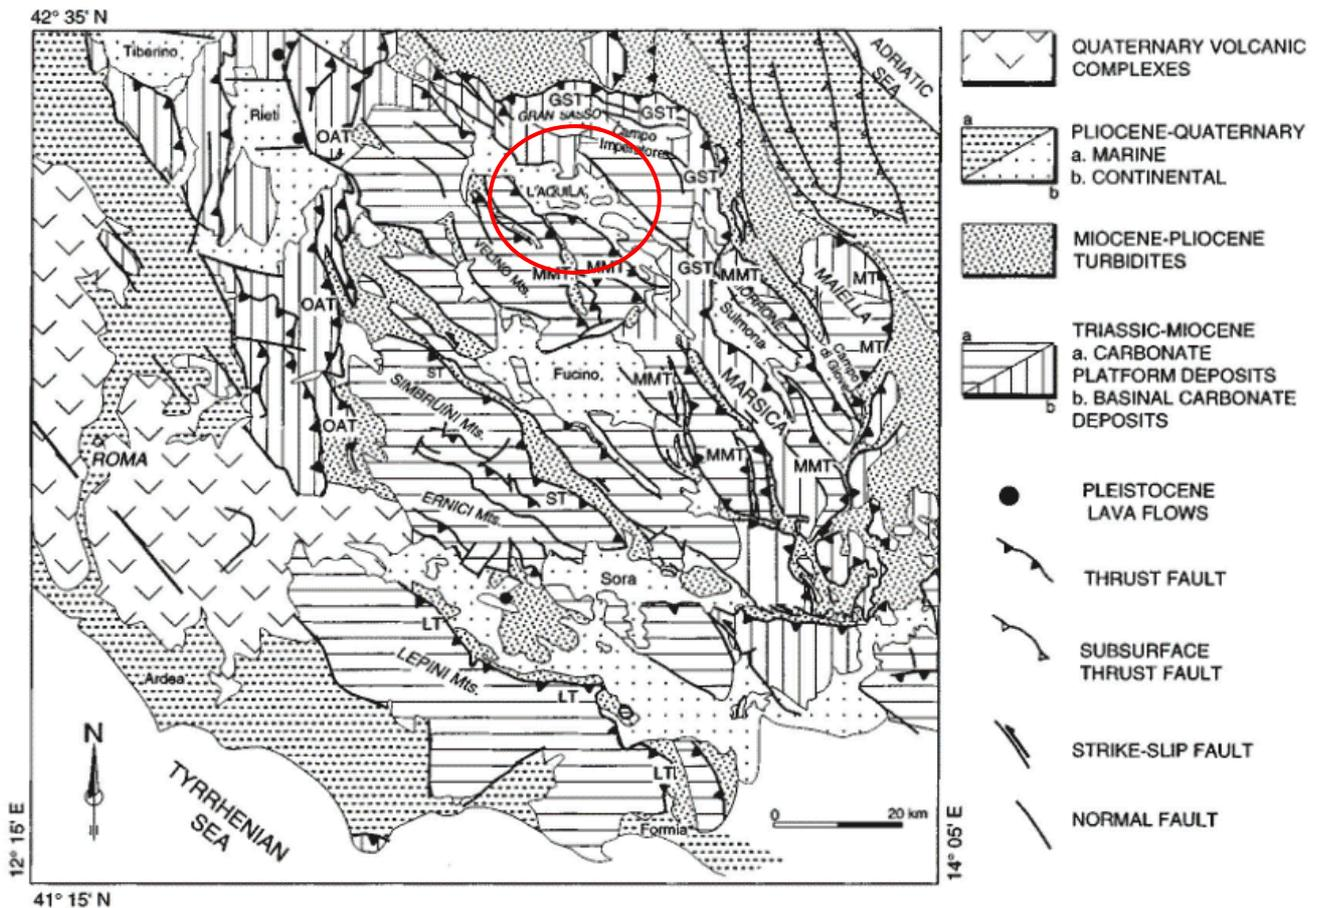 42° 35' N
Tiberino
Rieti
OAT
GST
GRAN SASSO
GST
Campo
Imperatore
ADRIATIC
SEA
L'AQUILA
GST
VELINO Mts.
MMT
MMT
GST
MMT
MORRONE
Sulmona
MAIELLA
MT
MT
OAT
ST
SIMBRUINI Mts.
Fucino
MMT
MARSICA
OAT
MMT
MMT
ROMA
ERNICI Mts.
ST
Sora
LT
LEPINI Mts.
LT
Ardea
LT
Formia
N
TYRRHENIAN
SEA
0 20 km
12° 15' E
14° 05' E
41° 15' N
QUATERNARY VOLCANIC
COMPLEXES
a
PLIOCENE-QUATERNARY
a. MARINE
b. CONTINENTAL
b
MIOCENE-PLIOCENE
TURBIDITES
a
TRIASSIC-MIOCENE
a. CARBONATE
PLATFORM DEPOSITS
b. BASINAL CARBONATE
DEPOSITS
b
PLEISTOCENE
LAVA FLOWS
THRUST FAULT
SUBSURFACE
THRUST FAULT
STRIKE-SLIP FAULT
NORMAL FAULT